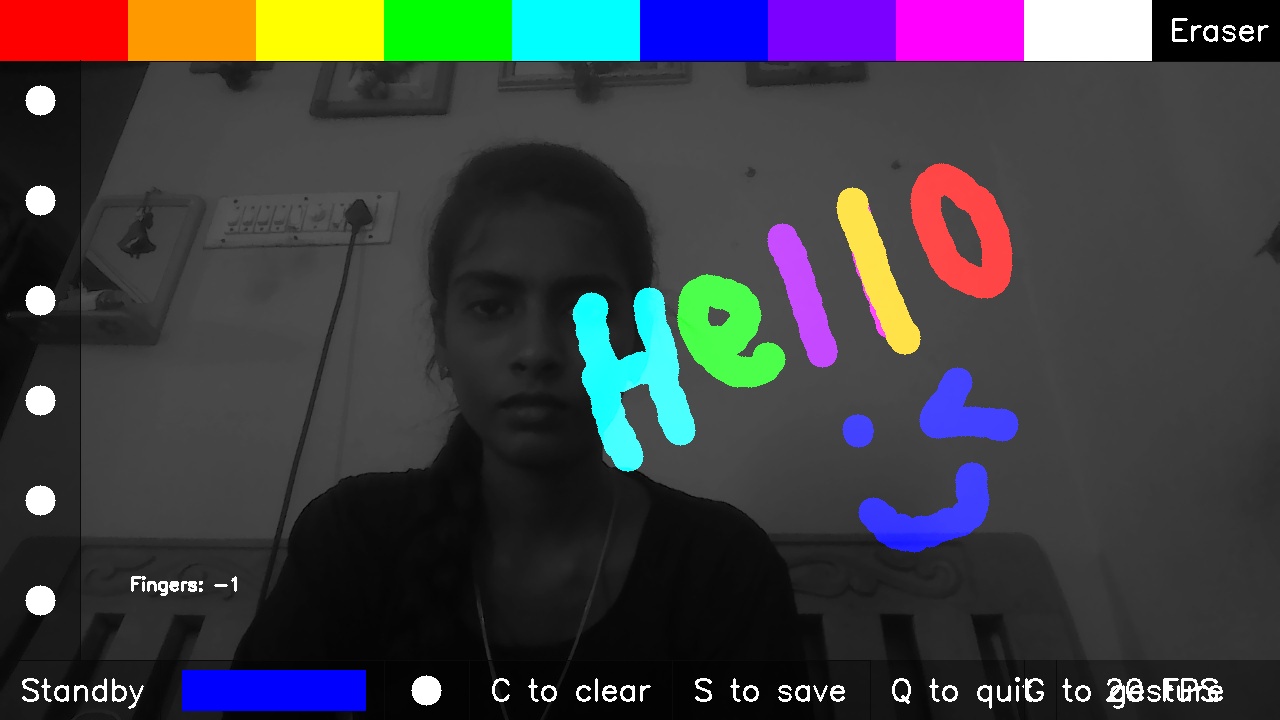 Eraser
Hello
Fingers: -1
Standby
C to clear
S to save
Q to quit
G to gesture
20 FPS